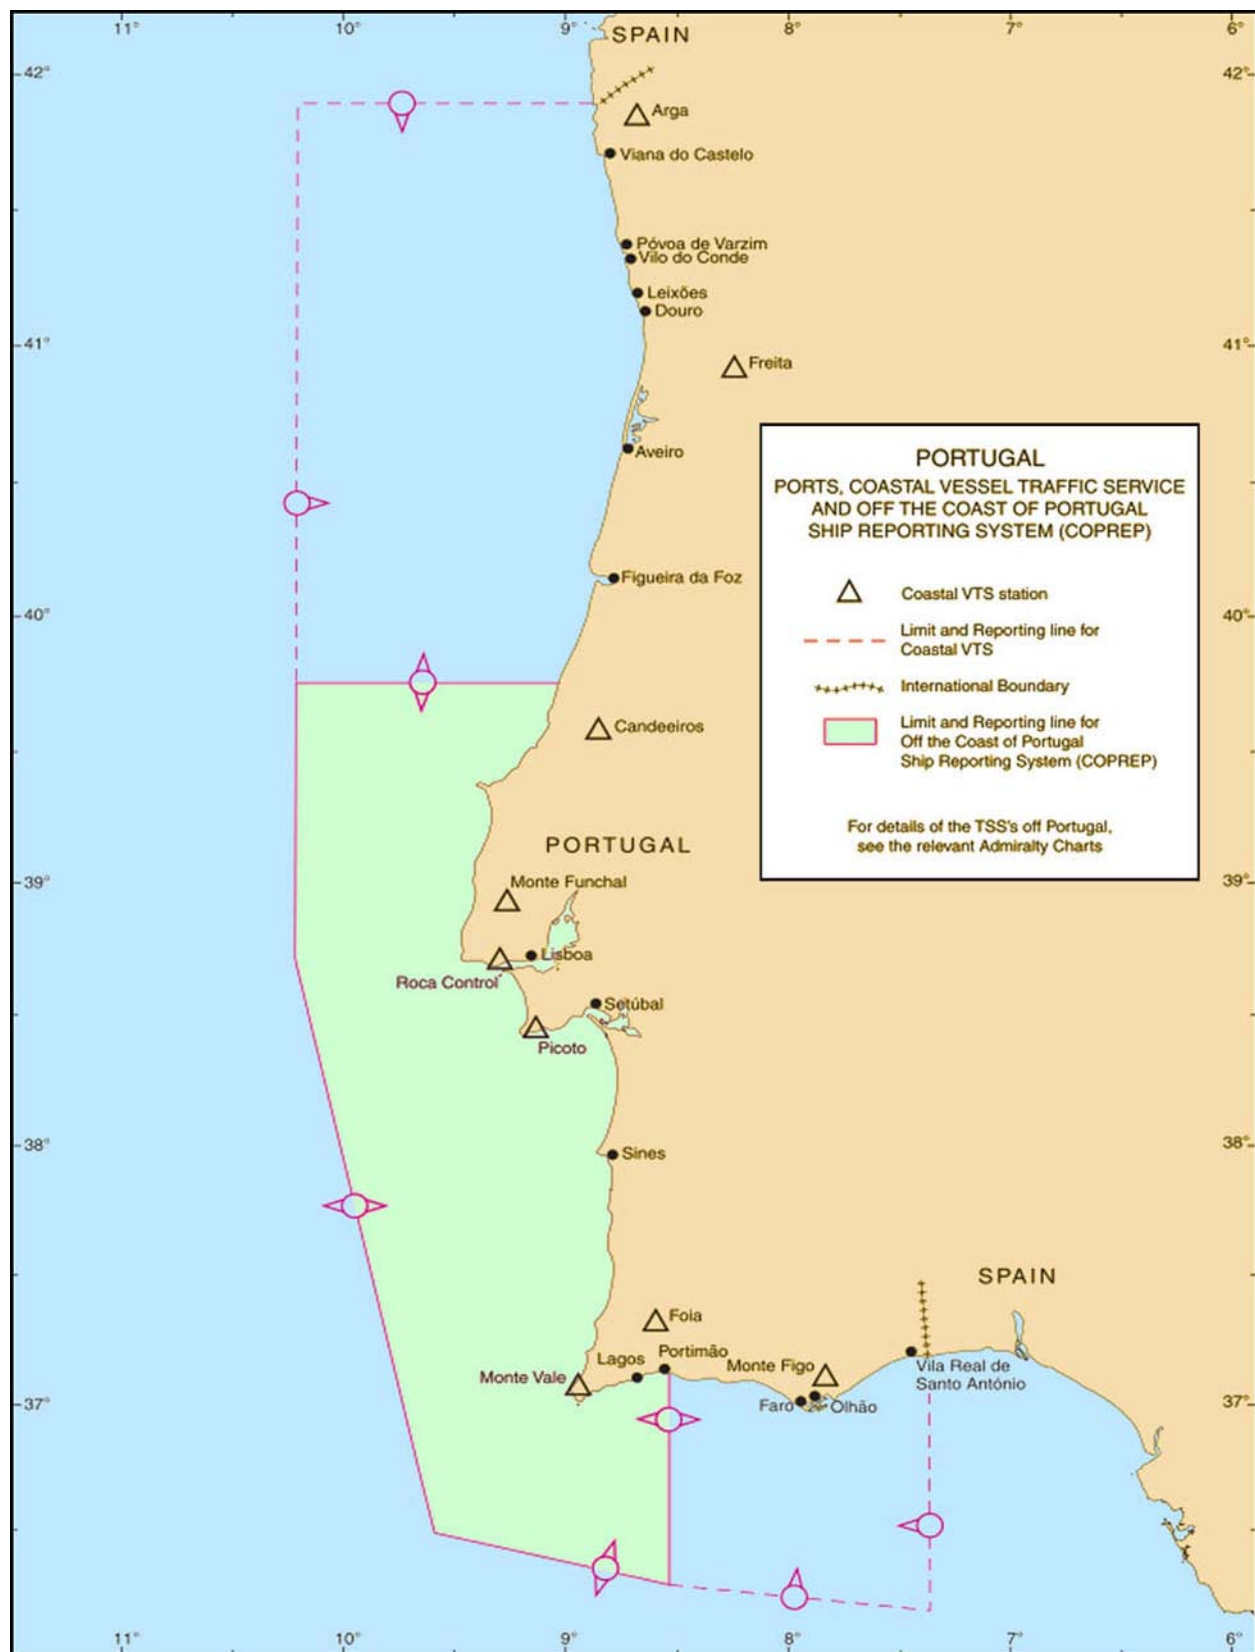 11° 10° 9° 8° 7° 6°
SPAIN
42° 42°
Arga
Viana do Castelo
Póvoa de Varzim
Vilo do Conde
Leixões
Douro
41° 41°
Freita
Aveiro
PORTUGAL
PORTS, COASTAL VESSEL TRAFFIC SERVICE
AND OFF THE COAST OF PORTUGAL
SHIP REPORTING SYSTEM (COPREP)
Coastal VTS station
Limit and Reporting line for
Coastal VTS
International Boundary
Limit and Reporting line for
Off the Coast of Portugal
Ship Reporting System (COPREP)
For details of the TSS's off Portugal,
see the relevant Admiralty Charts
Figueira da Foz
40° 40°
Candeeiros
PORTUGAL
39° 39°
Monte Funchal
Lisboa
Roca Control
Setúbal
Picoto
38° 38°
Sines
SPAIN
Foia
Portimão
Lagos
Monte Figo
Monte Vale
Vila Real de
Santo António
37° 37°
Faro
Olhão
11° 10° 9° 8° 7° 6°